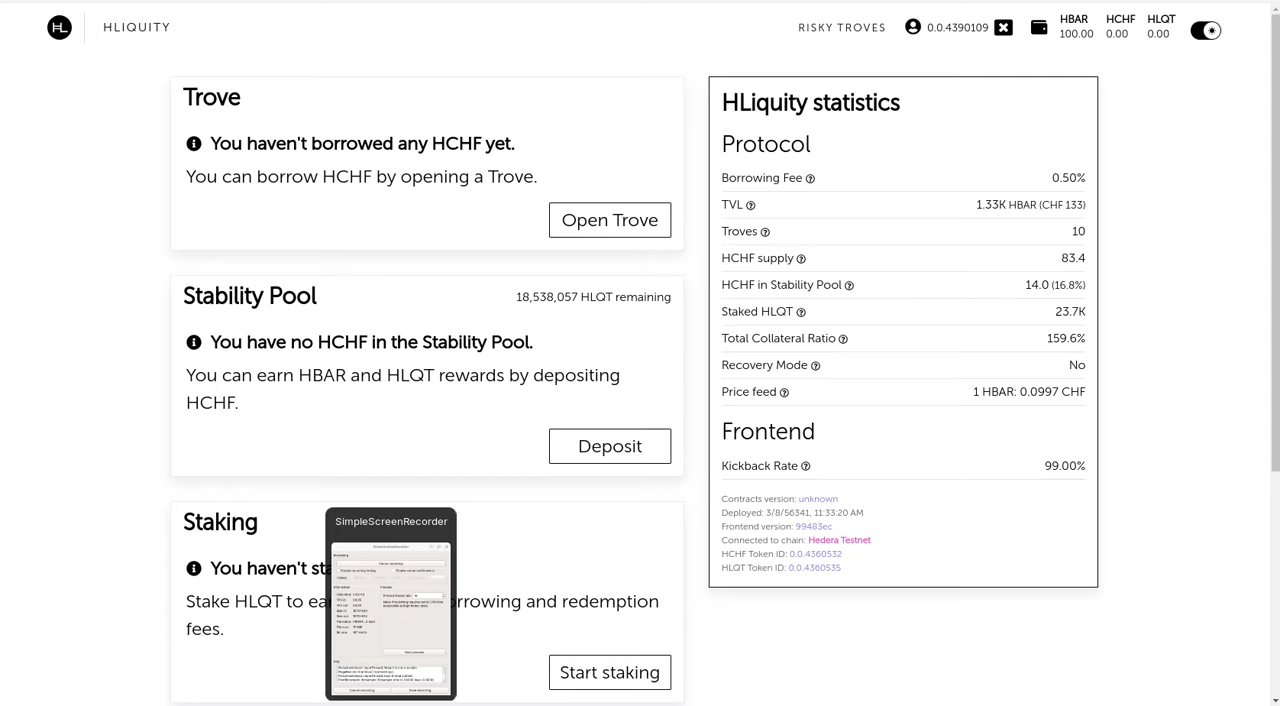 HL
HLIQUITY
RISKY TROVES
0.0.4390109
HBAR
100.00
HCHF
0.00
HLQT
0.00
Trove
You haven't borrowed any HCHF yet.
You can borrow HCHF by opening a Trove.
Open Trove
Stability Pool
18,538,057 HLQT remaining
You have no HCHF in the Stability Pool.
You can earn HBAR and HLQT rewards by depositing
HCHF.
Deposit
Staking
You haven't
Stake HLQT to
and redemption
fees.
Start staking
SimpleScreenRecorder
HLiquity statistics
Protocol
Borrowing Fee 0.50%
TVL 1.33K HBAR (CHF 133)
Troves 10
HCHF supply 83.4
HCHF in Stability Pool 14.0 (16.8%)
Staked HLQT 23.7K
Total Collateral Ratio 159.6%
Recovery Mode No
Price feed 1 HBAR: 0.0997 CHF
Frontend
Kickback Rate 99.00%
Contracts version: unknown
Deployed: 3/8/56341, 11:33:20 AM
Frontend version: 99483ec
Connected to chain: Hedera Testnet
HCHF Token ID: 0.0.4360532
HLQT Token ID: 0.0.4360535